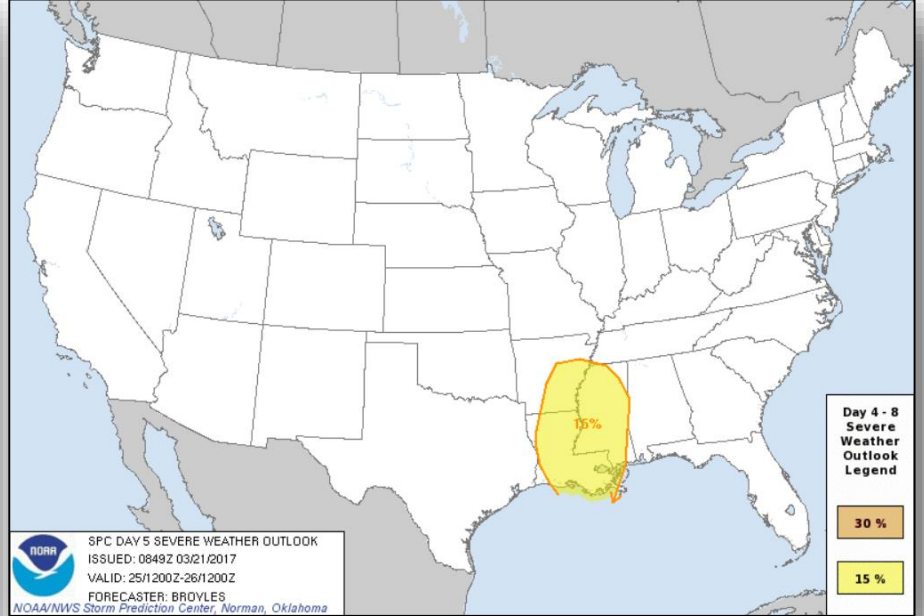 15%
Day 4 - 8
Severe
Weather
Outlook
Legend
30 %
15 %
NOAA
SPC DAY 5 SEVERE WEATHER OUTLOOK
ISSUED: 0849Z 03/21/2017
VALID: 25/1200Z-26/1200Z
FORECASTER: BROYLES
NOAA/NWS Storm Prediction Center, Norman, Oklahoma